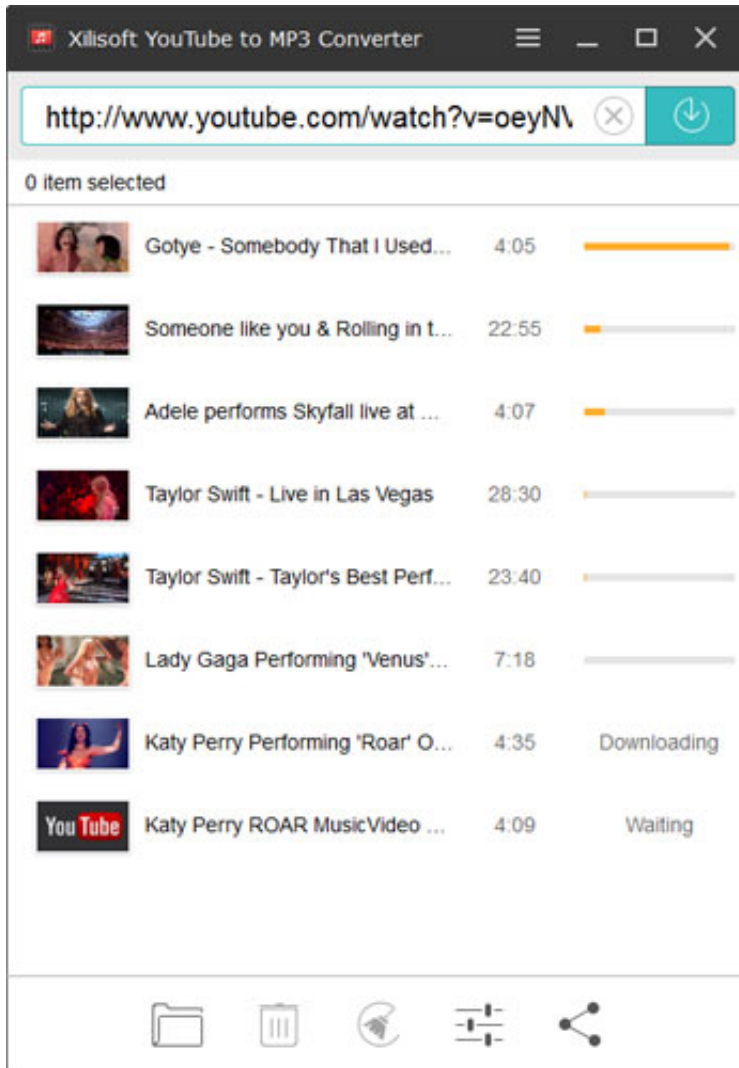 Xilisoft YouTube to MP3 Converter
http://www.youtube.com/watch?v=oeyNV
0 item selected
Gotye - Somebody That I Used... 4:05
Someone like you & Rolling in t... 22:55
Adele performs Skyfall live at ... 4:07
Taylor Swift - Live in Las Vegas 28:30
Taylor Swift - Taylor's Best Perf... 23:40
Lady Gaga Performing 'Venus'... 7:18
Katy Perry Performing 'Roar' O... 4:35 Downloading
YouTube Katy Perry ROAR MusicVideo ... 4:09 Waiting